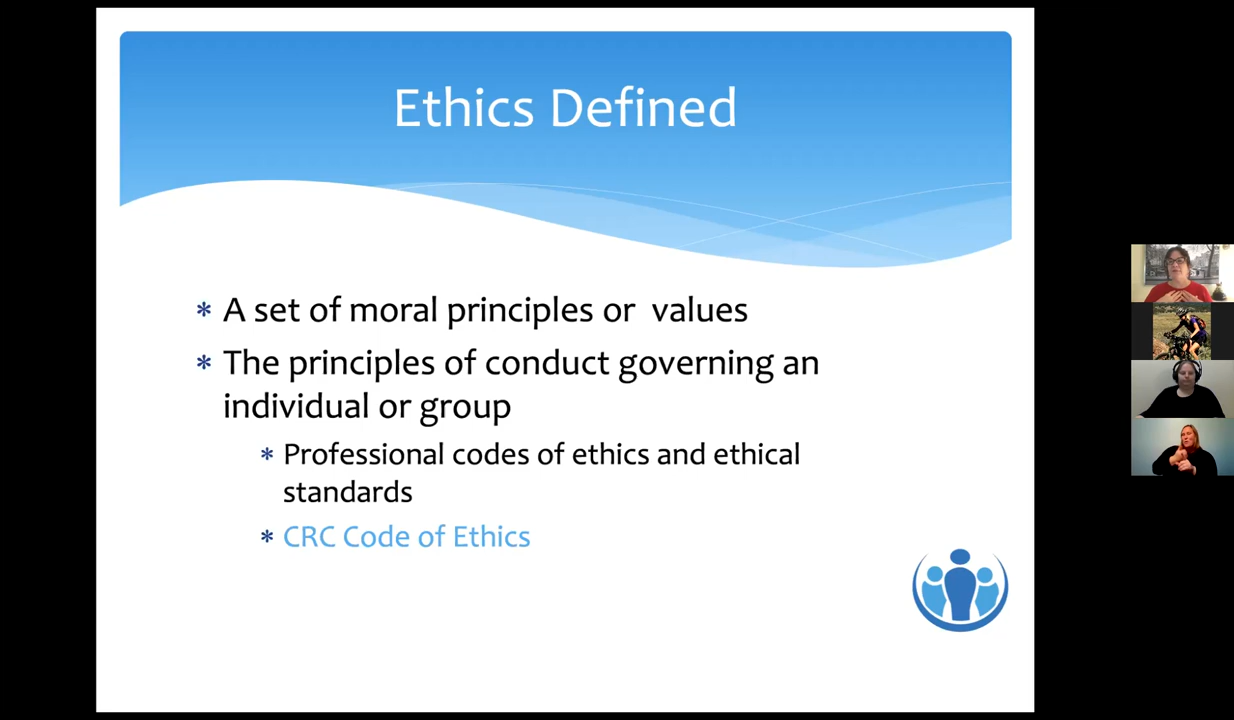 Ethics Defined
* A set of moral principles or  values
* The principles of conduct governing an
individual or group
* Professional codes of ethics and ethical
standards
* CRC Code of Ethics